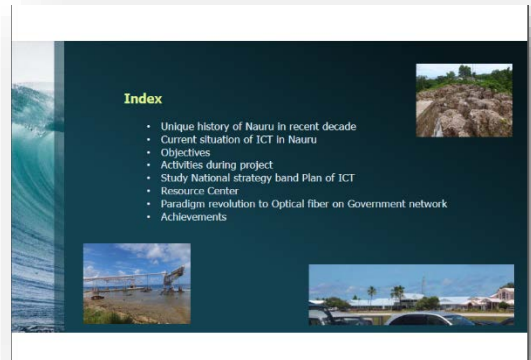 Index
• Unique history of Nauru in recent decade
• Current situation of ICT in Nauru
• Objectives
• Activities during project
• Study National strategy band Plan of ICT
• Resource Center
• Paradigm revolution to Optical fiber on Government network
• Achievements